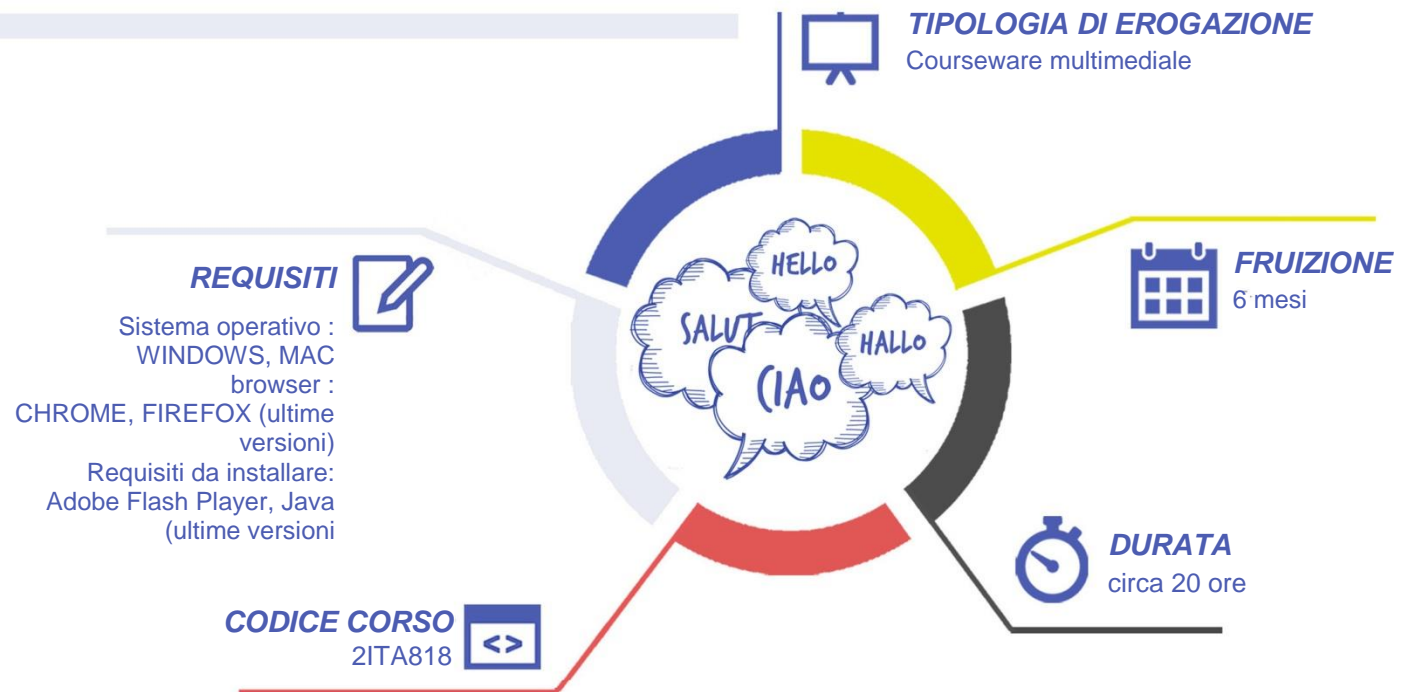 TIPOLOGIA DI EROGAZIONE
Courseware multimediale
REQUISITI
Sistema operativo :
WINDOWS, MAC
browser :
CHROME, FIREFOX (ultime
versioni)
Requisiti da installare:
Adobe Flash Player, Java
(ultime versioni
HELLO
SALUT
HALLO
CIAO
FRUIZIONE
6 mesi
DURATA
circa 20 ore
CODICE CORSO
2ITA818
<>